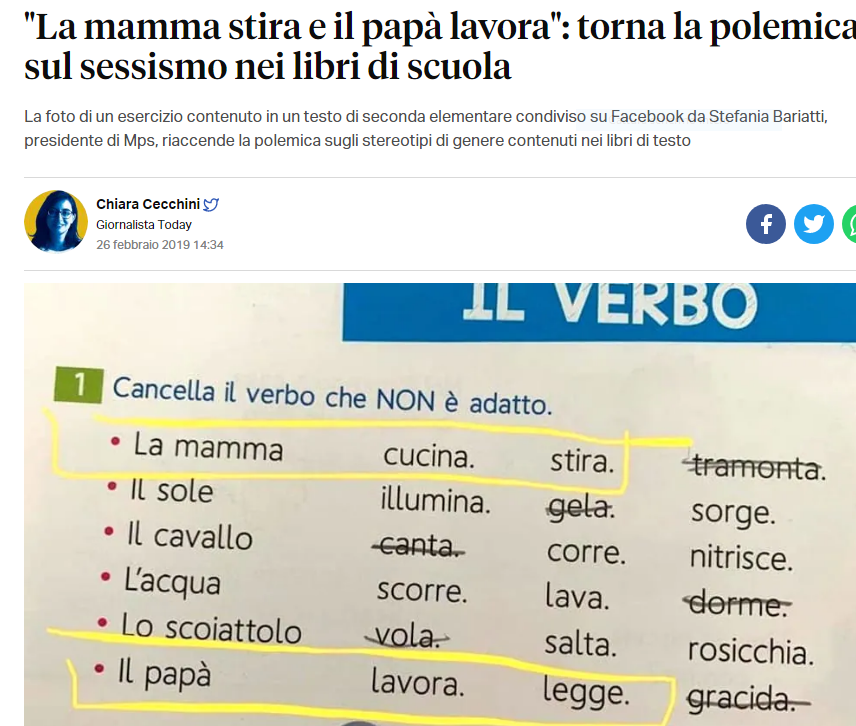 "La mamma stira e il papà lavora": torna la polemica
sul sessismo nei libri di scuola
La foto di un esercizio contenuto in un testo di seconda elementare condiviso su Facebook da Stefania Bariatti,
presidente di Mps, riaccende la polemica sugli stereotipi di genere contenuti nei libri di testo
Chiara Cecchini
Giornalista Today
26 febbraio 2019 14:34
IL VERBO
1 Cancella il verbo che NON è adatto.
• La mamma cucina. stira. tramonta.
• Il sole illumina. gela. sorge.
• Il cavallo canta. corre. nitrisce.
• L'acqua scorre. lava. dorme.
• Lo scoiattolo vola. salta. rosicchia.
• Il papà lavora. legge. gracida.